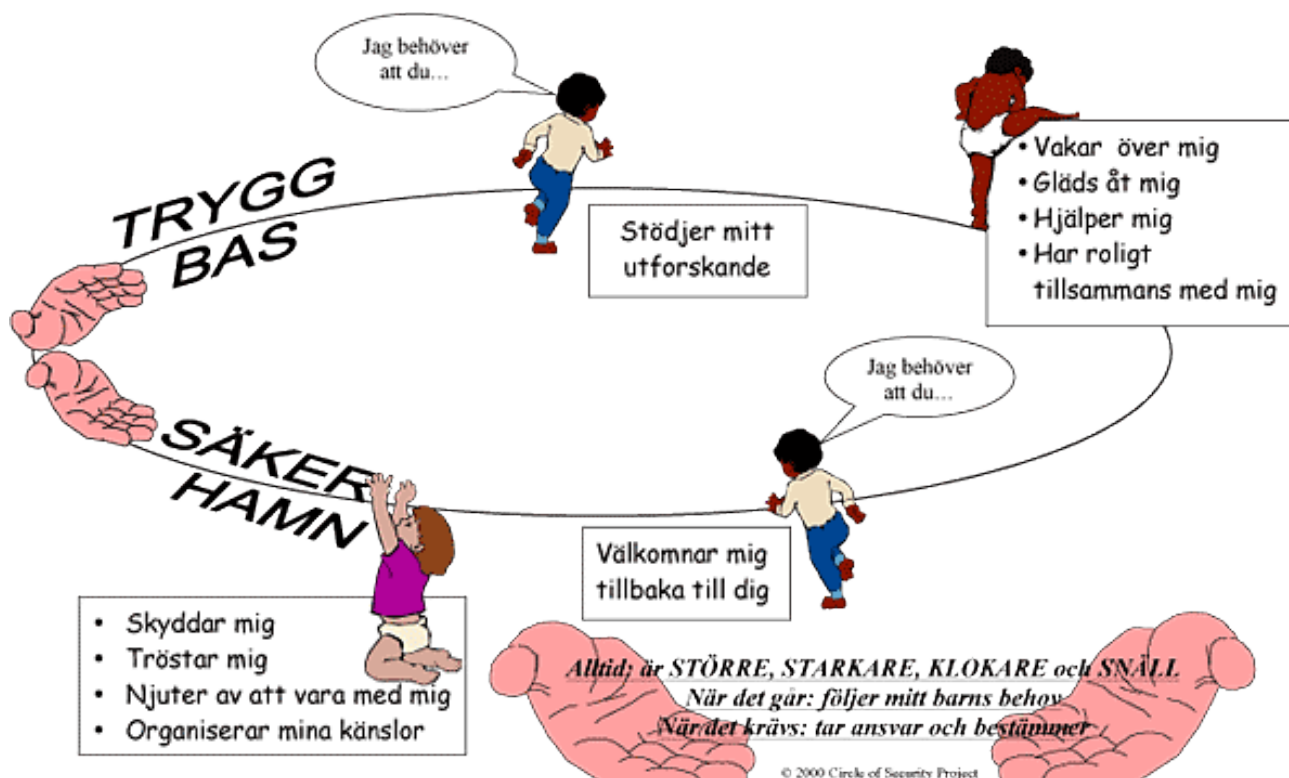 Jag behöver
att du...
TRYGG
BAS
Stödjer mitt
utforskande
• Vakar över mig
• Gläds åt mig
• Hjälper mig
• Har roligt
tillsammans med mig
Jag behöver
att du...
SÄKER
HAMN
Välkomnar mig
tillbaka till dig
• Skyddar mig
• Tröstar mig
• Njuter av att vara med mig
• Organiserar mina känslor
Alltid: är STÖRRE, STARKARE, KLOKARE och SNÄLL
När det går: följer mitt barns behov
När det krävs: tar ansvar och bestämmer
© 2000 Circle of Security Project